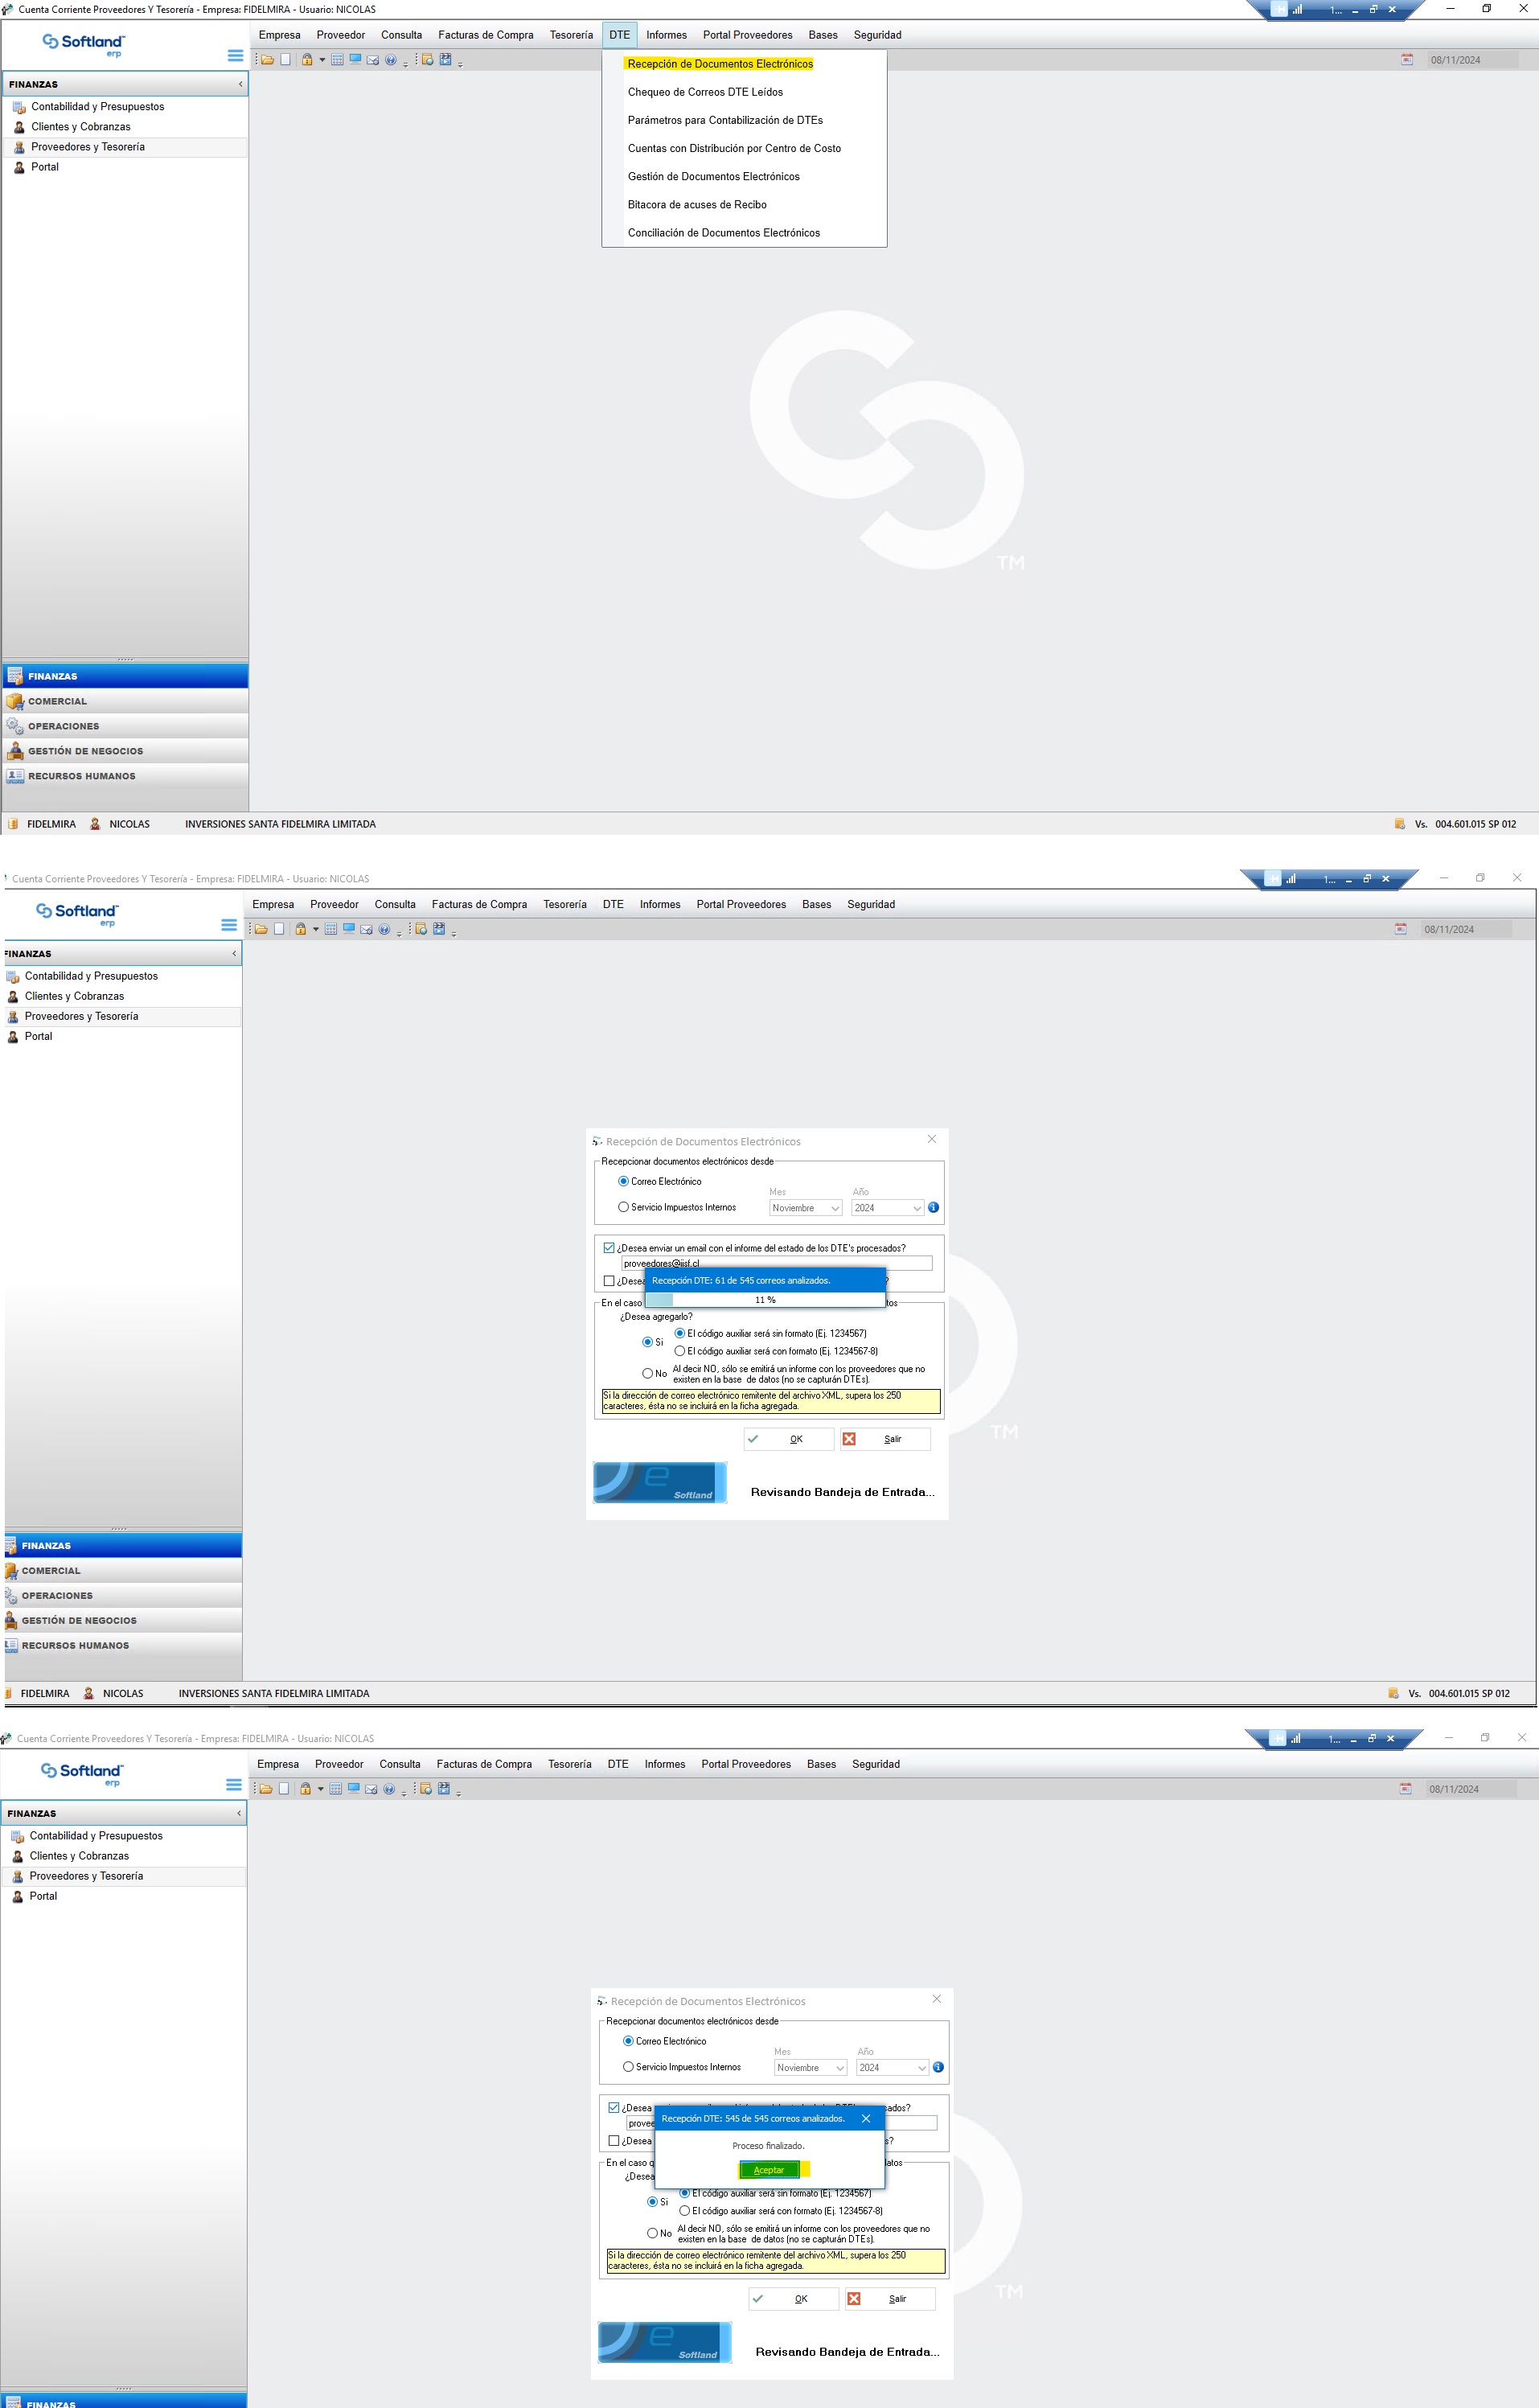 Cuenta Corriente Proveedores Y Tesorería - Empresa: FIDELMIRA - Usuario: NICOLAS
1...
Softland
erp
Empresa Proveedor Consulta Facturas de Compra Tesorería DTE Informes Portal Proveedores Bases Seguridad
08/11/2024
FINANZAS
Contabilidad y Presupuestos
Clientes y Cobranzas
Proveedores y Tesorería
Portal
Recepción de Documentos Electrónicos
Chequeo de Correos DTE Leídos
Parámetros para Contabilización de DTEs
Cuentas con Distribución por Centro de Costo
Gestión de Documentos Electrónicos
Bitacora de acuses de Recibo
Conciliación de Documentos Electrónicos
TM
FINANZAS
COMERCIAL
OPERACIONES
GESTIÓN DE NEGOCIOS
RECURSOS HUMANOS
FIDELMIRA NICOLAS INVERSIONES SANTA FIDELMIRA LIMITADA
Vs. 004.601.015 SP 012
Cuenta Corriente Proveedores Y Tesorería - Empresa: FIDELMIRA - Usuario: NICOLAS
1...
Softland
erp
Empresa Proveedor Consulta Facturas de Compra Tesorería DTE Informes Portal Proveedores Bases Seguridad
08/11/2024
FINANZAS
Contabilidad y Presupuestos
Clientes y Cobranzas
Proveedores y Tesorería
Portal
Recepción de Documentos Electrónicos
Recepcionar documentos electrónicos desde
Correo Electrónico
Mes Año
Servicio Impuestos Internos Noviembre 2024
¿Desea enviar un email con el informe del estado de los DTE's procesados?
proveedores@iisf.cl
¿Desea ?
Recepción DTE: 61 de 545 correos analizados.
11 %
En el caso tos
¿Desea agregarlo?
Si
El código auxiliar será sin formato (Ej. 1234567)
El código auxiliar será con formato (Ej. 1234567-8)
No
Al decir NO, sólo se emitirá un informe con los proveedores que no
existen en la base de datos (no se capturán DTEs).
Si la dirección de correo electrónico remitente del archivo XML, supera los 250
caracteres, ésta no se incluirá en la ficha agregada.
OK Salir
e
Softland
Revisando Bandeja de Entrada...
TM
FINANZAS
COMERCIAL
OPERACIONES
GESTIÓN DE NEGOCIOS
RECURSOS HUMANOS
FIDELMIRA NICOLAS INVERSIONES SANTA FIDELMIRA LIMITADA
Vs. 004.601.015 SP 012
Cuenta Corriente Proveedores Y Tesorería - Empresa: FIDELMIRA - Usuario: NICOLAS
1...
Softland
erp
Empresa Proveedor Consulta Facturas de Compra Tesorería DTE Informes Portal Proveedores Bases Seguridad
08/11/2024
FINANZAS
Contabilidad y Presupuestos
Clientes y Cobranzas
Proveedores y Tesorería
Portal
Recepción de Documentos Electrónicos
Recepcionar documentos electrónicos desde
Correo Electrónico
Mes Año
Servicio Impuestos Internos Noviembre 2024
¿Desea sados?
provee
¿Desea s?
Recepción DTE: 545 de 545 correos analizados.
Proceso finalizado.
Aceptar
En el caso q datos
¿Desea
Si
El código auxiliar será sin formato (Ej. 1234567)
El código auxiliar será con formato (Ej. 1234567-8)
No
Al decir NO, sólo se emitirá un informe con los proveedores que no
existen en la base de datos (no se capturán DTEs).
Si la dirección de correo electrónico remitente del archivo XML, supera los 250
caracteres, ésta no se incluirá en la ficha agregada.
OK Salir
e
Softland
Revisando Bandeja de Entrada...
TM
FINANZAS